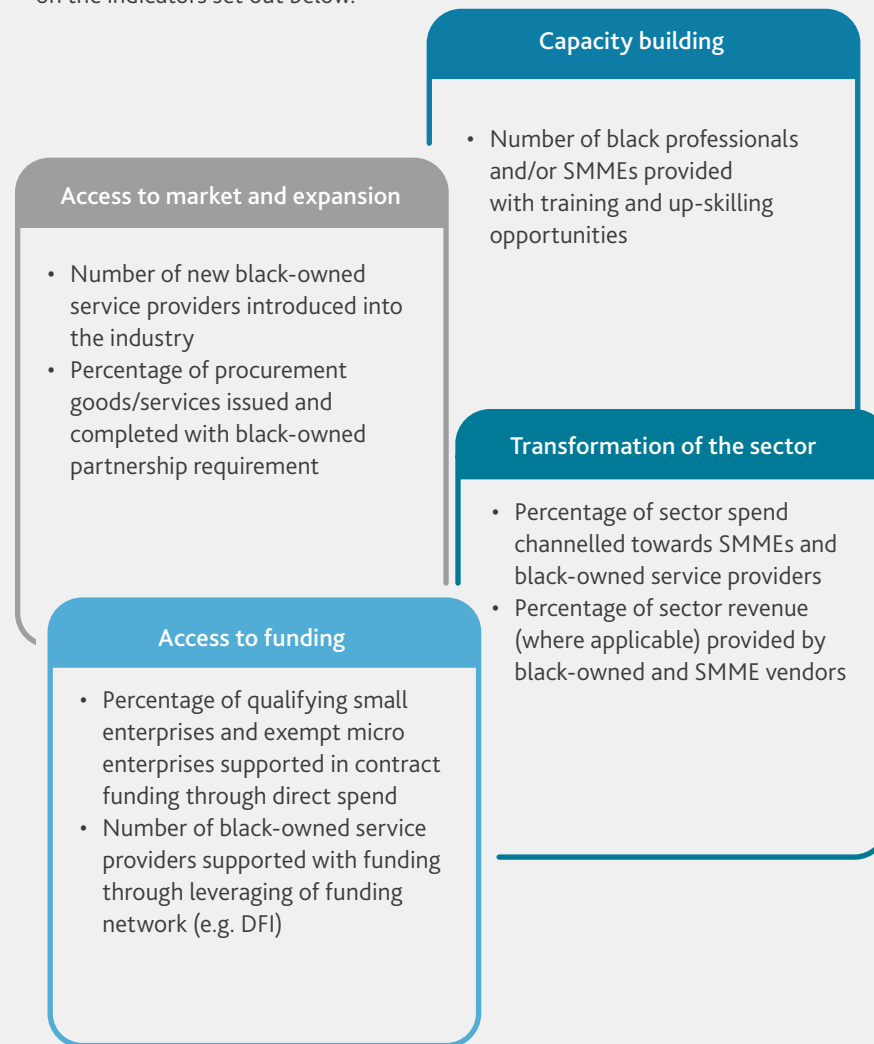 on the indicators set out below.
Capacity building
• Number of black professionals
and/or SMMEs provided
with training and up-skilling
opportunities
Access to market and expansion
• Number of new black-owned
service providers introduced into
the industry
• Percentage of procurement
goods/services issued and
completed with black-owned
partnership requirement
Transformation of the sector
• Percentage of sector spend
channelled towards SMMEs and
black-owned service providers
• Percentage of sector revenue
(where applicable) provided by
black-owned and SMME vendors
Access to funding
• Percentage of qualifying small
enterprises and exempt micro
enterprises supported in contract
funding through direct spend
• Number of black-owned service
providers supported with funding
through leveraging of funding
network (e.g. DFI)